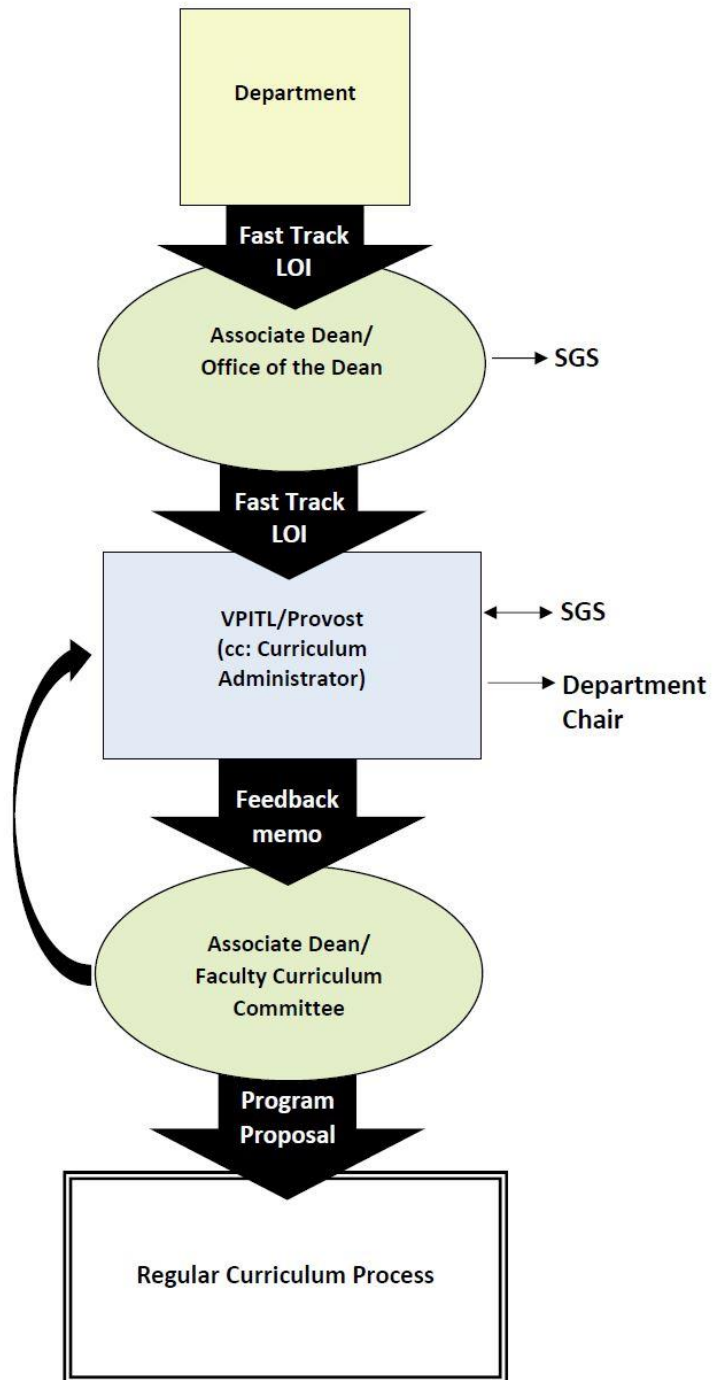 Department
Fast Track
LOI
Associate Dean/
Office of the Dean
SGS
Fast Track
LOI
VPITL/Provost
(cc: Curriculum
Administrator)
SGS
Department
Chair
Feedback
memo
Associate Dean/
Faculty Curriculum
Committee
Program
Proposal
Regular Curriculum Process